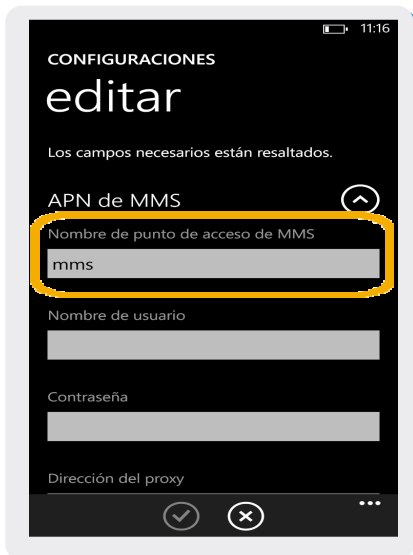 11:16
CONFIGURACIONES
editar
Los campos necesarios están resaltados.
APN de MMS
Nombre de punto de acceso de MMS
mms
Nombre de usuario
Contraseña
Dirección del proxy